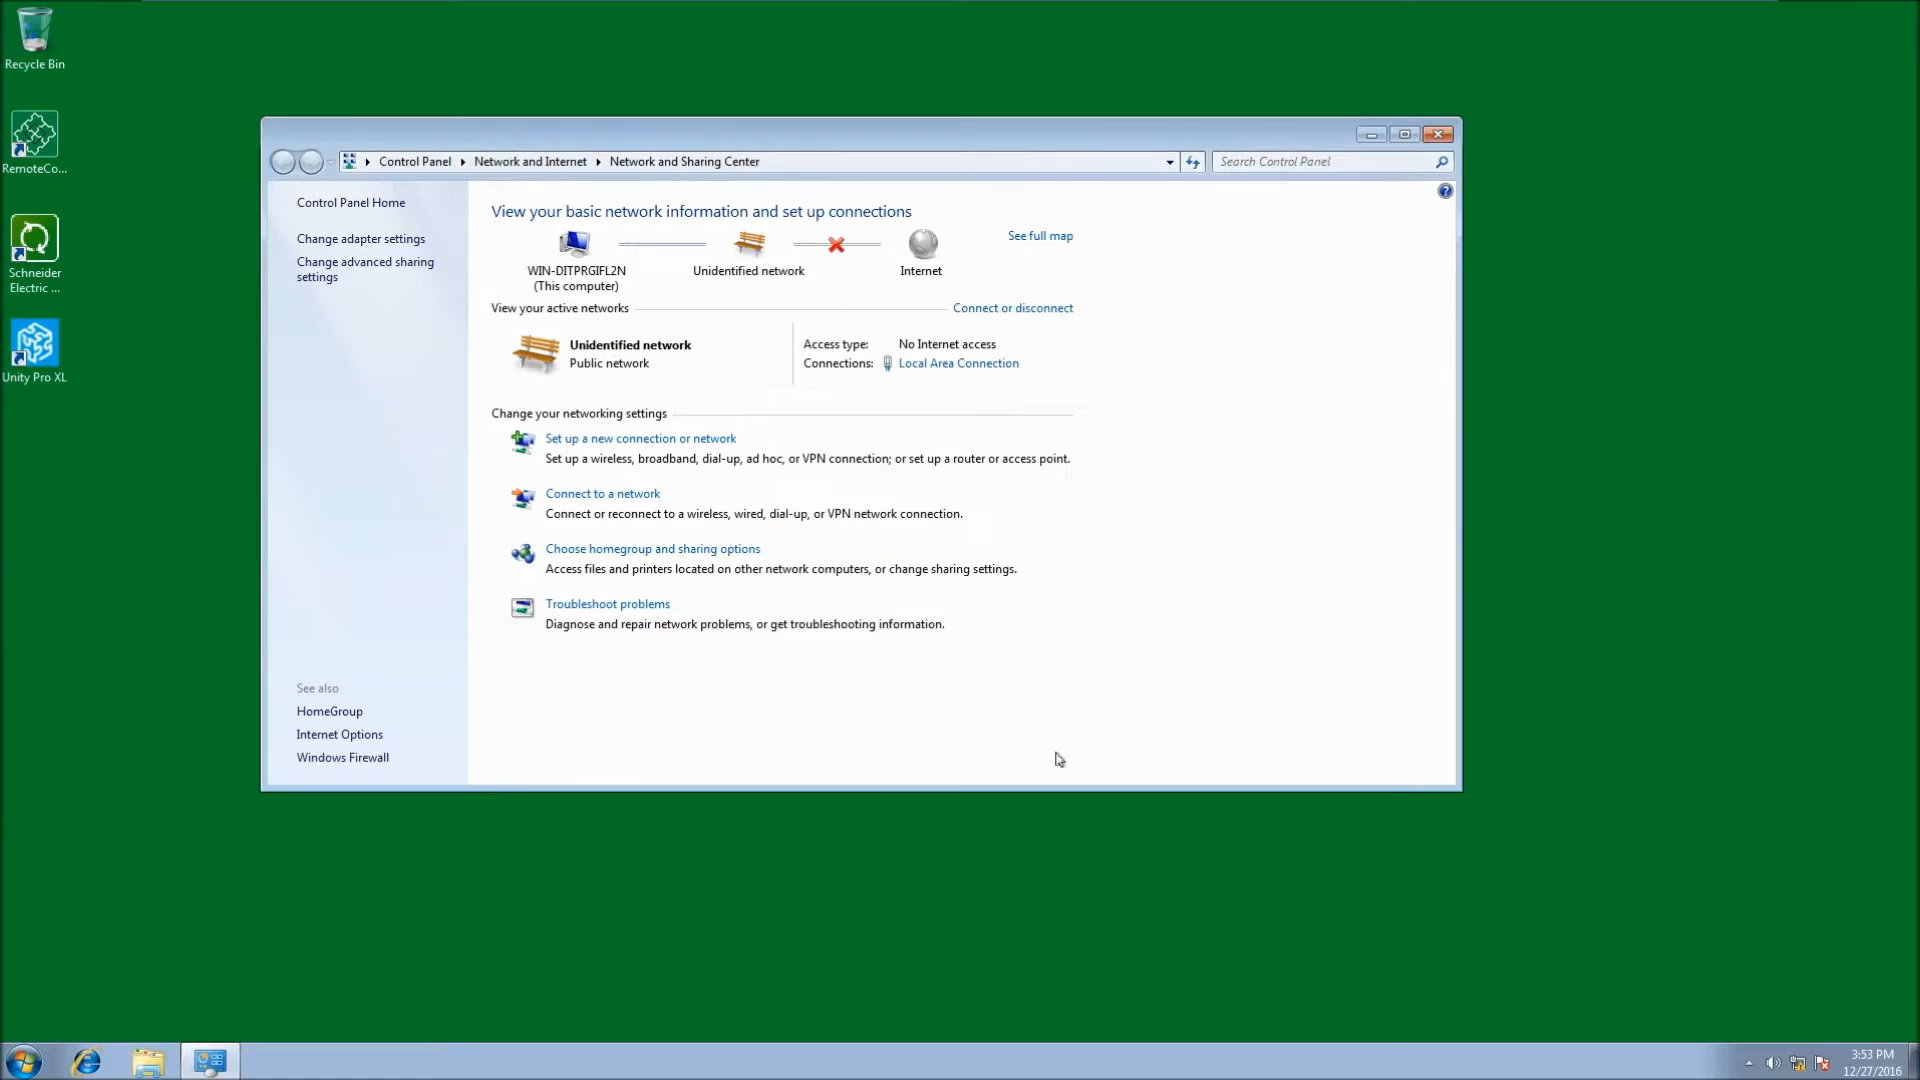 Recycle Bin
RemoteCo...
Schneider
Electric ...
Unity Pro XL
Control Panel
Network and Internet
Network and Sharing Center
Search Control Panel
Control Panel Home
Change adapter settings
Change advanced sharing
settings
See also
HomeGroup
Internet Options
Windows Firewall
View your basic network information and set up connections
See full map
WIN-DITPRGIFL2N
(This computer)
Unidentified network
Internet
View your active networks
Connect or disconnect
Unidentified network
Public network
Access type: No Internet access
Connections: Local Area Connection
Change your networking settings
Set up a new connection or network
Set up a wireless, broadband, dial-up, ad hoc, or VPN connection; or set up a router or access point.
Connect to a network
Connect or reconnect to a wireless, wired, dial-up, or VPN network connection.
Choose homegroup and sharing options
Access files and printers located on other network computers, or change sharing settings.
Troubleshoot problems
Diagnose and repair network problems, or get troubleshooting information.
3:53 PM
12/27/2016